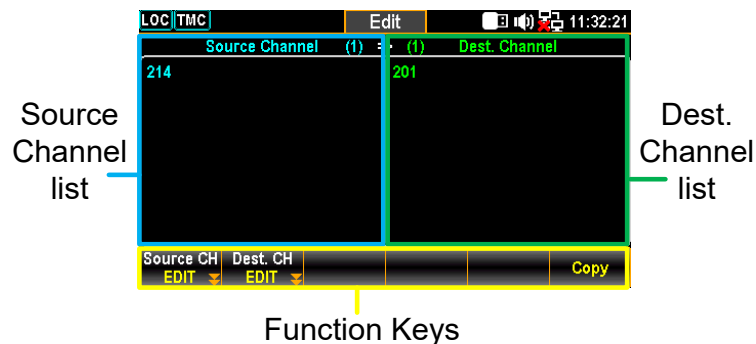 LOC TMC Edit 11:32:21
Source Channel (1) (1) Dest. Channel
214 201
Source
Channel
list
Dest.
Channel
list
Source CH Dest. CH
EDIT EDIT Copy
Function Keys